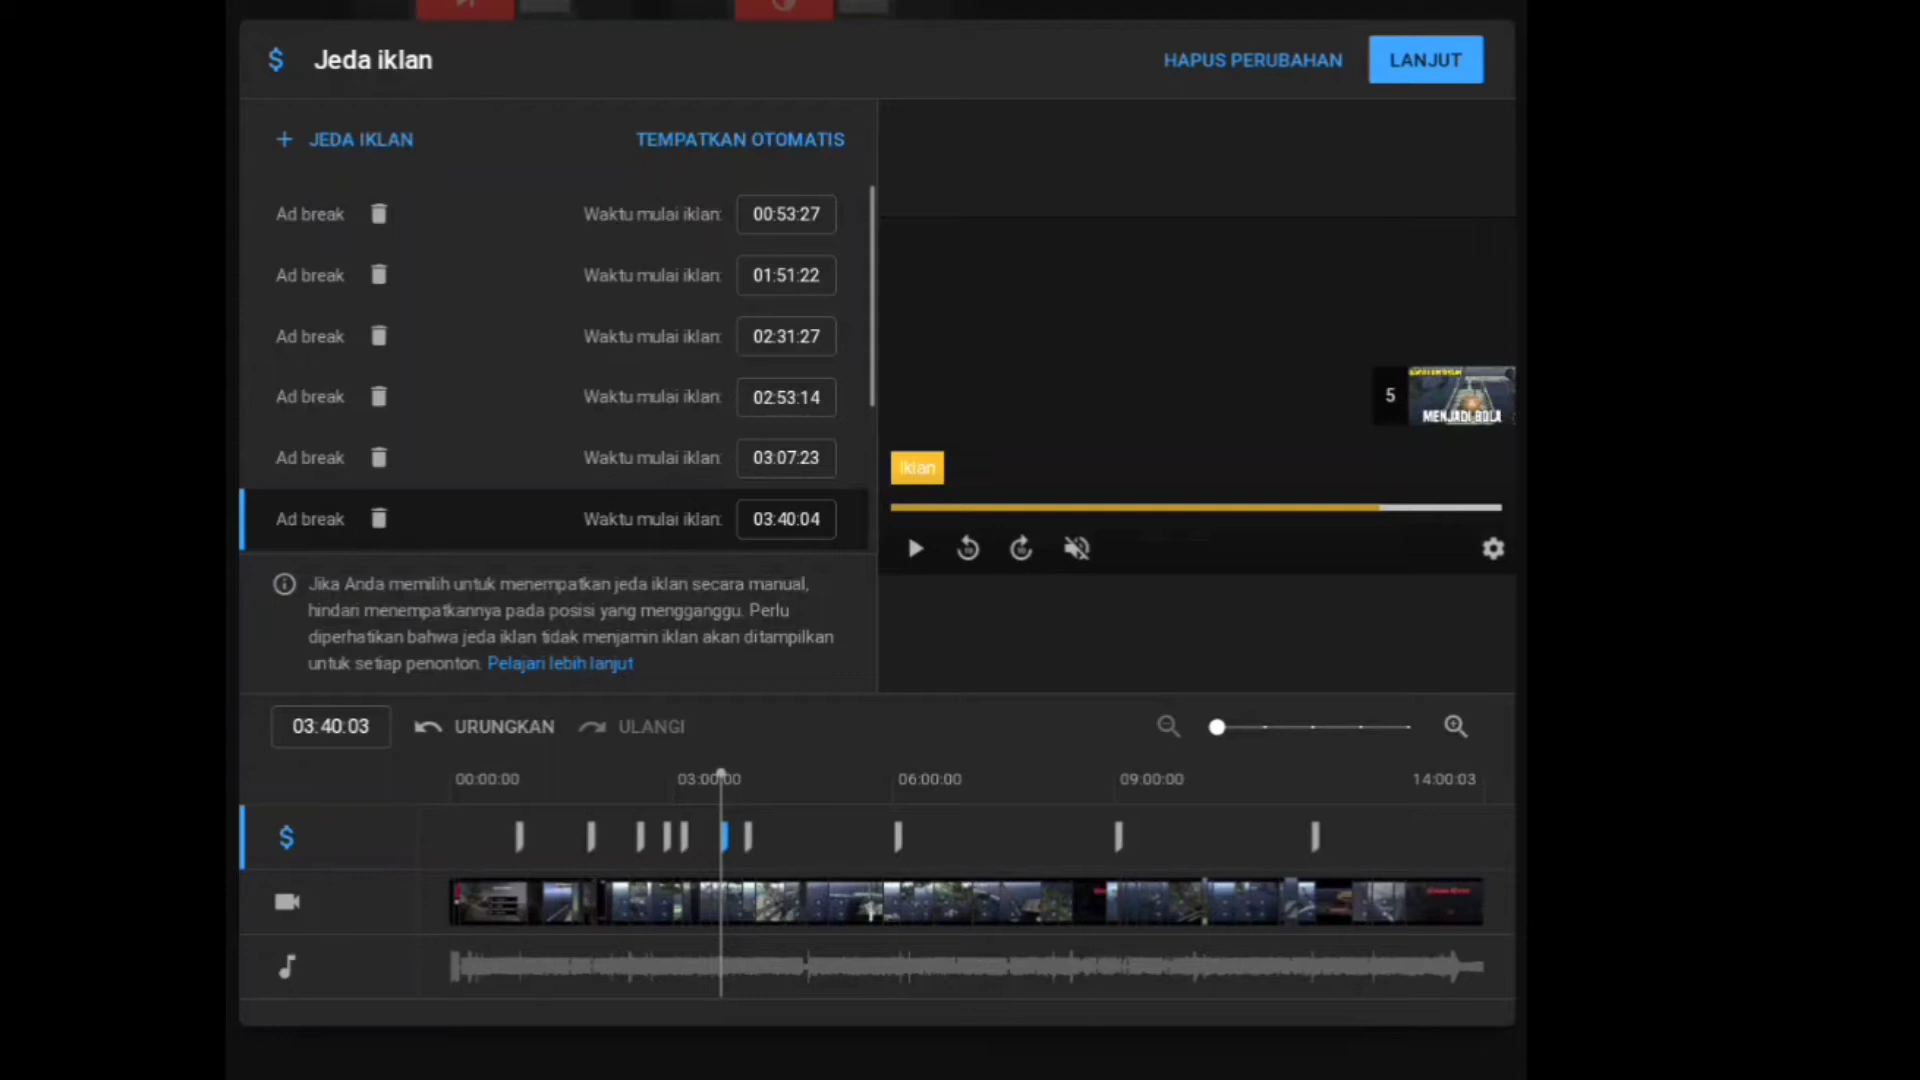 Jeda iklan
HAPUS PERUBAHAN
LANJUT
JEDA IKLAN
TEMPATKAN OTOMATIS
Ad break Waktu mulai iklan: 00:53:27
Ad break Waktu mulai iklan: 01:51:22
Ad break Waktu mulai iklan: 02:31:27
Ad break Waktu mulai iklan: 02:53:14
Ad break Waktu mulai iklan: 03:07:23
Ad break Waktu mulai iklan: 03:40:04
5
MENJADI BOLA
Iklan
Jika Anda memilih untuk menempatkan jeda iklan secara manual,
hindari menempatkannya pada posisi yang mengganggu. Perlu
diperhatikan bahwa jeda iklan tidak menjamin iklan akan ditampilkan
untuk setiap penonton. Pelajari lebih lanjut
03:40:03
URUNGKAN
ULANGI
00:00:00 03:00:00 06:00:00 09:00:00 14:00:03